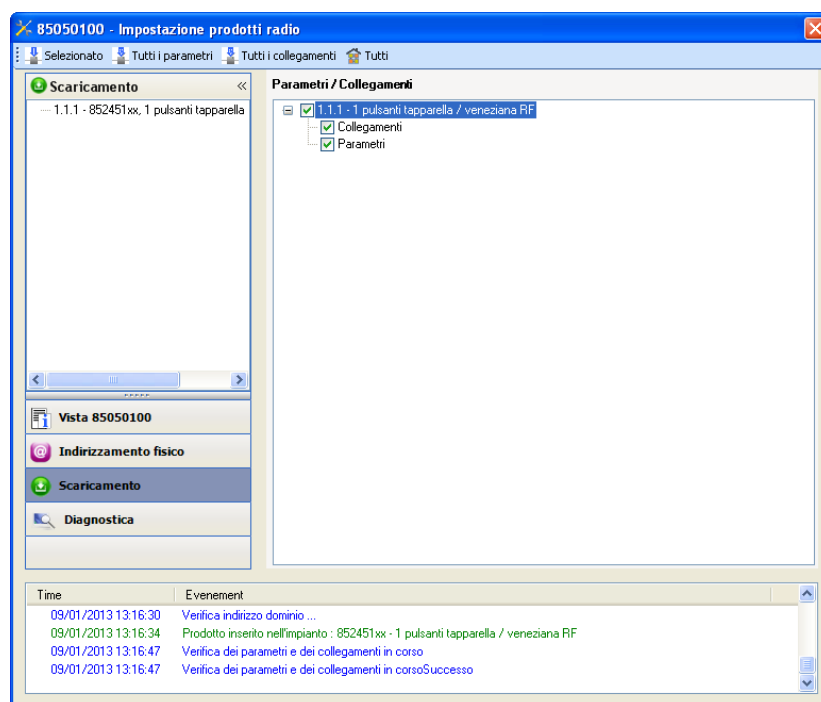 85050100 - Impostazione prodotti radio
Selezionato Tutti i parametri Tutti i collegamenti Tutti
Scaricamento «
1.1.1 - 852451xx, 1 pulsanti tapparella
Parametri / Collegamenti
1.1.1 - 1 pulsanti tapparella / veneziana RF
Collegamenti
Parametri
Vista 85050100
Indirizzamento fisico
Scaricamento
Diagnostica
Time Evenement
09/01/2013 13:16:30 Verifica indirizzo dominio ...
09/01/2013 13:16:34 Prodotto inserito nell'impianto : 852451xx - 1 pulsanti tapparella / veneziana RF
09/01/2013 13:16:47 Verifica dei parametri e dei collegamenti in corso
09/01/2013 13:16:47 Verifica dei parametri e dei collegamenti in corsoSuccesso